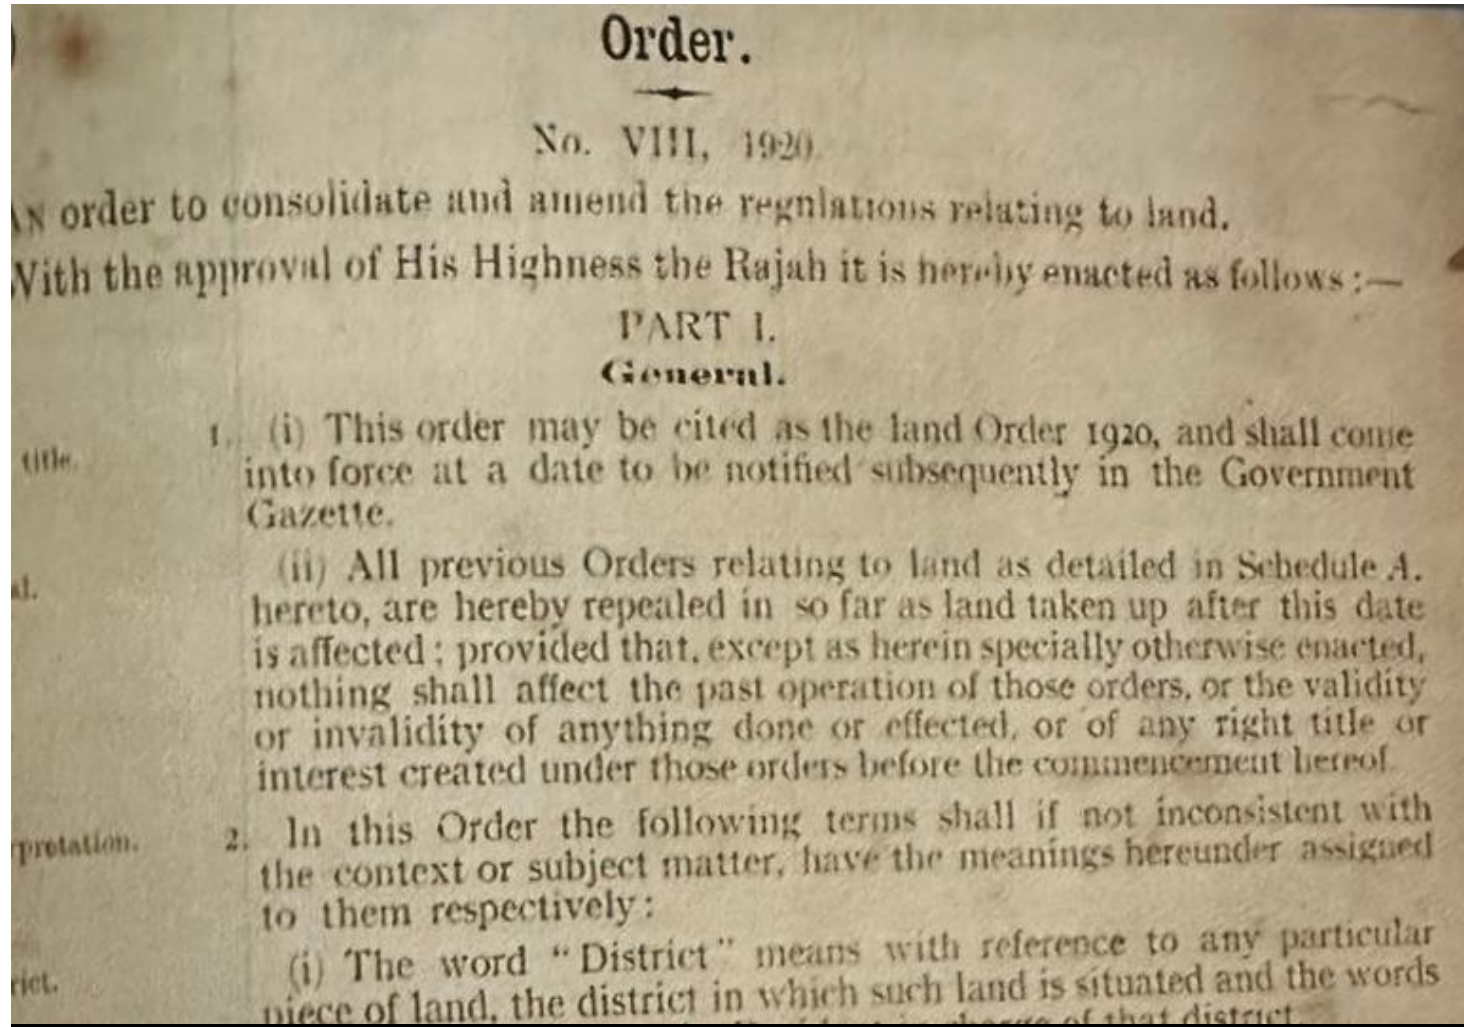 Order.
No. VIII, 1920
AN order to consolidate and amend the regulations relating to land.
With the approval of His Highness the Rajah it is hereby enacted as follows :—
PART I.
General.
title.
1. (i) This order may be cited as the land Order 1920, and shall come
into force at a date to be notified subsequently in the Government
Gazette.
al.
(ii) All previous Orders relating to land as detailed in Schedule A.
hereto, are hereby repealed in so far as land taken up after this date
is affected ; provided that, except as herein specially otherwise enacted,
nothing shall affect the past operation of those orders, or the validity
or invalidity of anything done or effected, or of any right title or
interest created under those orders before the commencement hereof.
rpretation.
2. In this Order the following terms shall if not inconsistent with
the context or subject matter, have the meanings hereunder assigned
to them respectively :
rict.
(i) The word "District" means with reference to any particular
piece of land, the district in which such land is situated and the words
in charge of that district